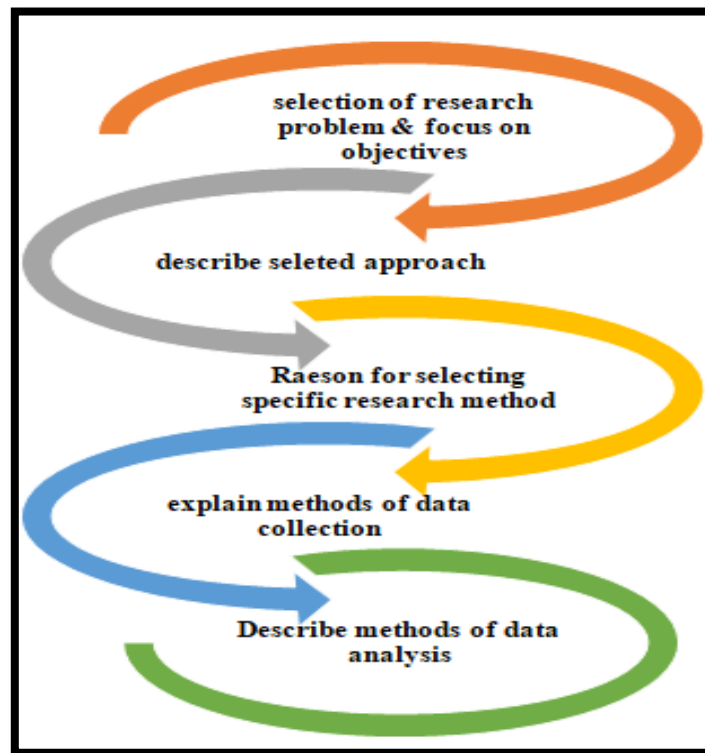 selection of research
problem & focus on
objectives
describe seleted approach
Raeson for selecting
specific research method
explain methods of data
collection
Describe methods of data
analysis